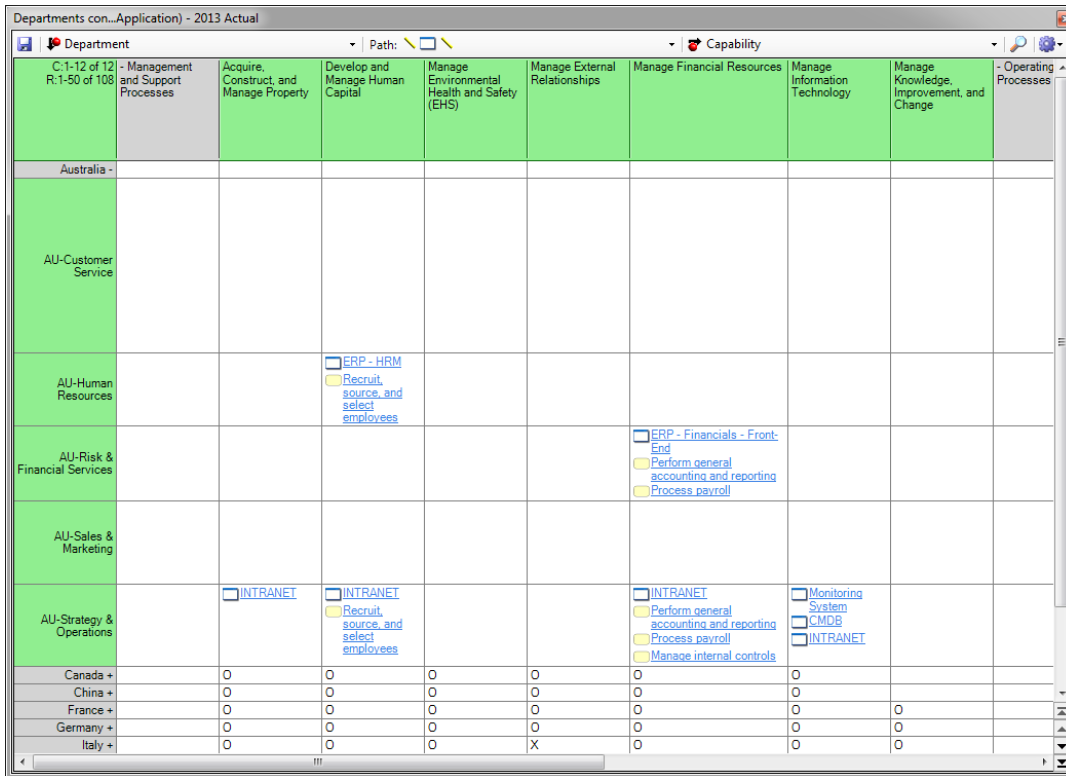 Departments con...Application) - 2013 Actual
Department
Path:
Capability
C:1-12 of 12
R:1-50 of 108
- Management
and Support
Processes
Acquire,
Construct, and
Manage Property
Develop and
Manage Human
Capital
Manage
Environmental
Health and Safety
(EHS)
Manage External
Relationships
Manage Financial Resources
Manage
Information
Technology
Manage
Knowledge,
Improvement, and
Change
- Operating
Processes
Australia -
AU-Customer
Service
AU-Human
Resources
ERP - HRM
Recruit,
source, and
select
employees
AU-Risk &
Financial Services
ERP - Financials - Front-
End
Perform general
accounting and reporting
Process payroll
AU-Sales &
Marketing
AU-Strategy &
Operations
INTRANET
INTRANET
Recruit,
source, and
select
employees
INTRANET
Perform general
accounting and reporting
Process payroll
Manage internal controls
Monitoring
System
CMDB
INTRANET
Canada + O O O O O O
China + O O O O O O
France + O O O O O O O
Germany + O O O O O O O
Italy + O O O X O O O